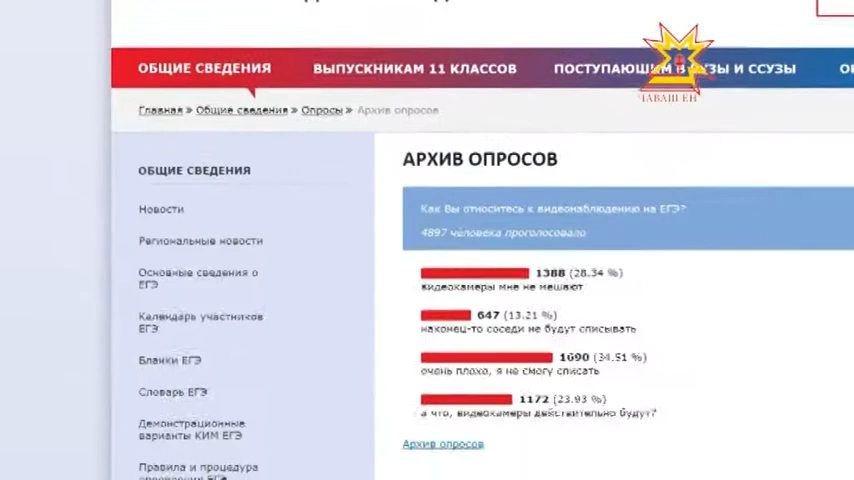 ОБЩИЕ СВЕДЕНИЯ
ВЫПУСКНИКАМ 11 КЛАССОВ
ПОСТУПАЮЩИМ В ВУЗЫ И ССУЗЫ
ЧӐВАШ ЕН
Главная » Общие сведения » Опросы » Архив опросов
ОБЩИЕ СВЕДЕНИЯ
Новости
Региональные новости
Основные сведения о
ЕГЭ
Календарь участников
ЕГЭ
Бланки ЕГЭ
Словарь ЕГЭ
Демонстрационные
варианты КИМ ЕГЭ
Правила и процедура
АРХИВ ОПРОСОВ
Как Вы относитесь к видеонаблюдению на ЕГЭ?
4897 человека проголосовало
1388 (28.34 %)
видеокамеры мне не мешают
647 (13.21 %)
наконец-то соседи не будут списывать
1690 (34.51 %)
очень плохо, я не смогу списать
1172 (23.93 %)
а что, видеокамеры действительно будут?
Архив опросов